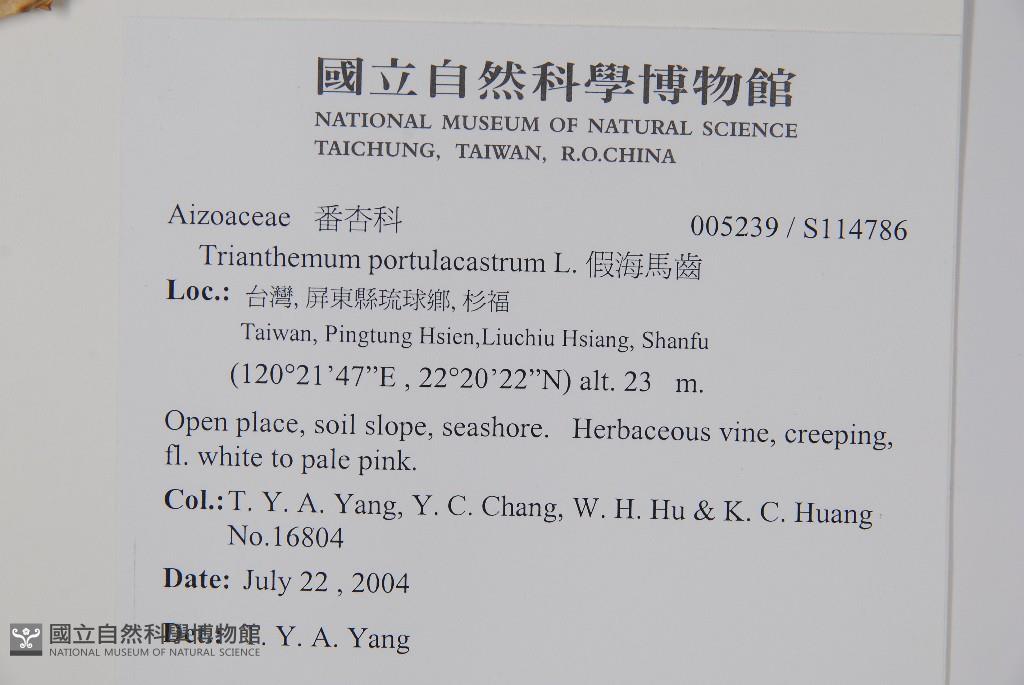 國立自然科學博物館
NATIONAL MUSEUM OF NATURAL SCIENCE
TAICHUNG, TAIWAN, R.O.CHINA
Aizoaceae 番杏科 005239 / S114786
Trianthemum portulacastrum L. 假海馬齒
Loc.: 台灣, 屏東縣琉球鄉, 杉福
Taiwan, Pingtung Hsien,Liuchiu Hsiang, Shanfu
(120°21’47”E , 22°20’22”N) alt. 23 m.
Open place, soil slope, seashore. Herbaceous vine, creeping,
fl. white to pale pink.
Col.: T. Y. A. Yang, Y. C. Chang, W. H. Hu & K. C. Huang
No.16804
Date: July 22 , 2004
Det.: T. Y. A. Yang
國立自然科學博物館
NATIONAL MUSEUM OF NATURAL SCIENCE